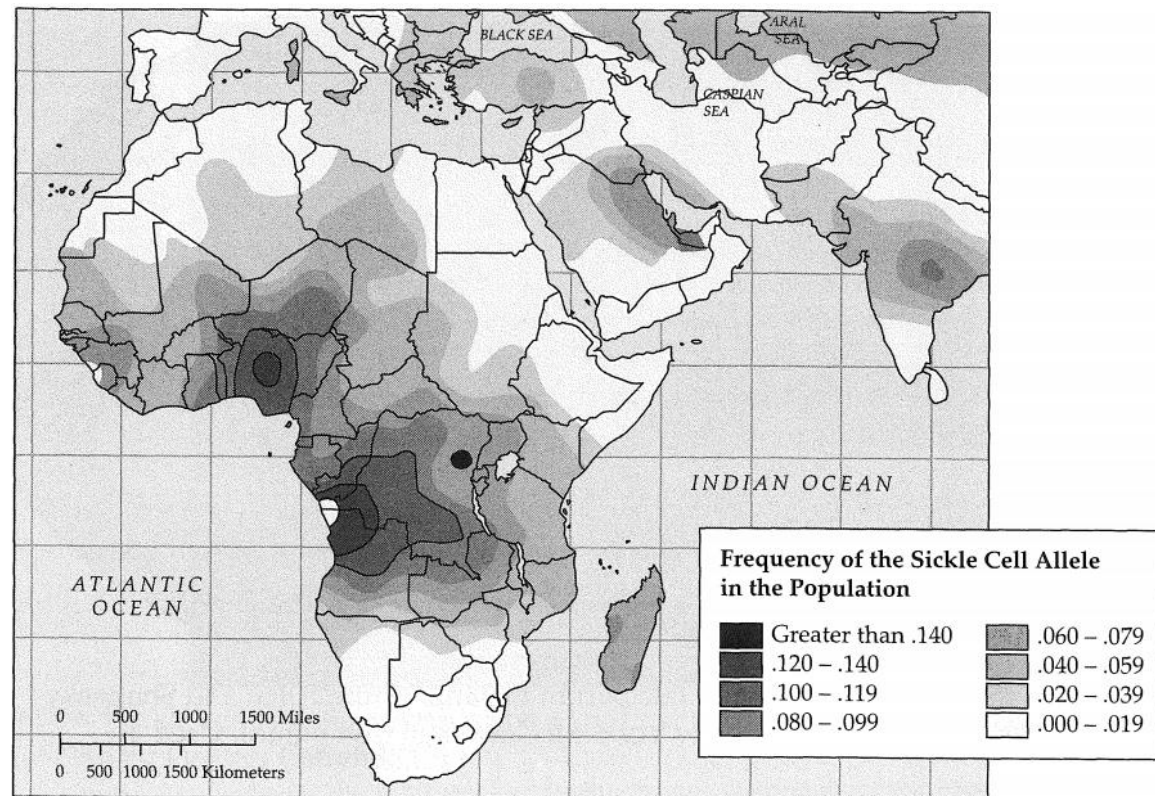 BLACK SEA
ARAL
SEA
CASPIAN
SEA
INDIAN OCEAN
ATLANTIC
OCEAN
0 500 1000 1500 Miles
0 500 1000 1500 Kilometers
Frequency of the Sickle Cell Allele
in the Population
Greater than .140
.120 – .140
.100 – .119
.080 – .099
.060 – .079
.040 – .059
.020 – .039
.000 – .019